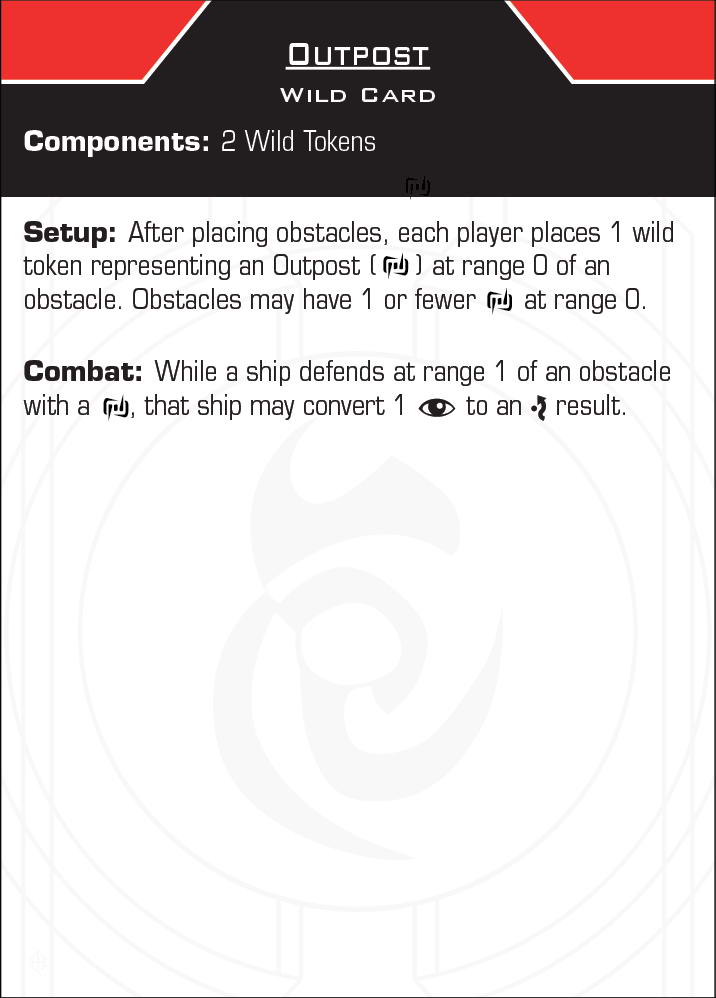 OUTPOST
WILD CARD
Components: 2 Wild Tokens
Setup: After placing obstacles, each player places 1 wild
token representing an Outpost ( ) at range 0 of an
obstacle. Obstacles may have 1 or fewer at range 0.
Combat: While a ship defends at range 1 of an obstacle
with a , that ship may convert 1 to an result.